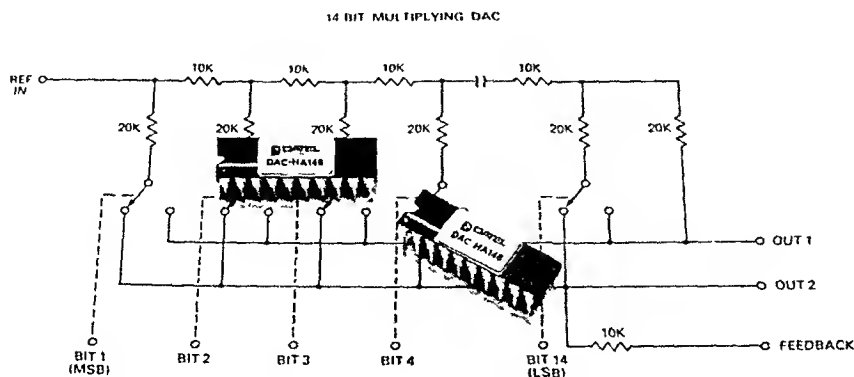 14 BIT MULTIPLYING DAC
REF IN
10K 10K 10K 10K
20K 20K 20K 20K 20K 20K
DATEL
DAC-HA14B
DATEL
DAC-HA14B
OUT 1
OUT 2
10K
FEEDBACK
BIT 1 (MSB)
BIT 2
BIT 3
BIT 4
BIT 14 (LSB)